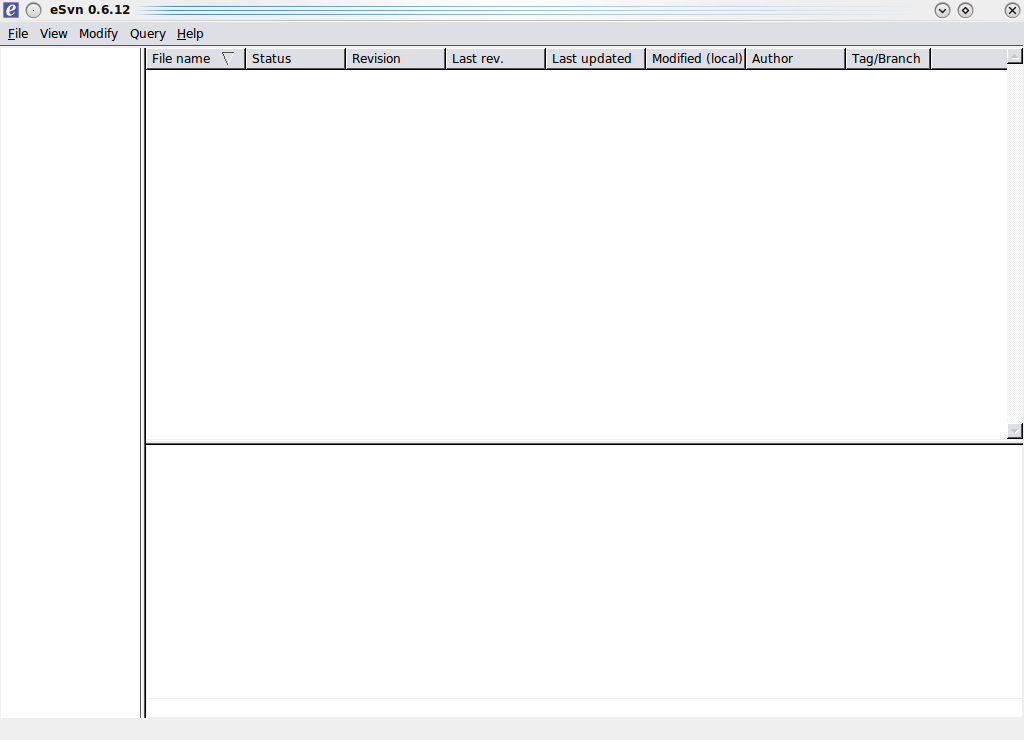 eSvn 0.6.12
File View Modify Query Help
File name Status Revision Last rev. Last updated Modified (local) Author Tag/Branch